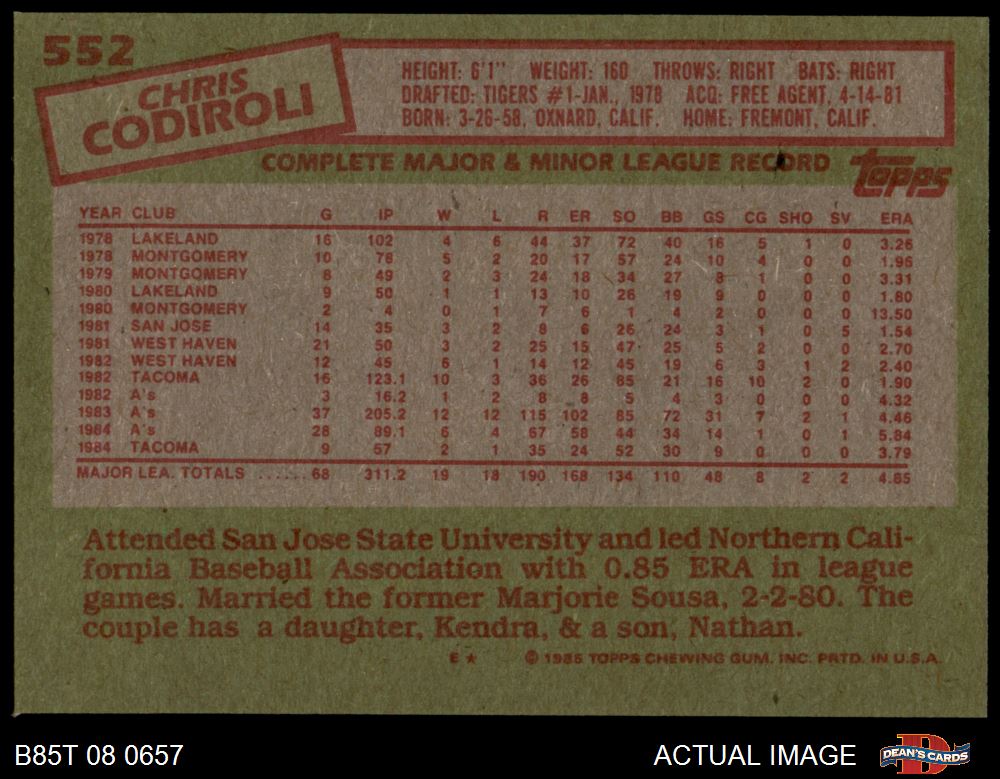 552
CHRIS
CODIROLI
HEIGHT: 6'1" WEIGHT: 160 THROWS: RIGHT BATS: RIGHT
DRAFTED: TIGERS #1-JAN., 1978 ACQ: FREE AGENT, 4-14-81
BORN: 3-26-58, OXNARD, CALIF. HOME: FREMONT, CALIF.
COMPLETE MAJOR & MINOR LEAGUE RECORD topps
YEAR CLUB G IP W L R ER SO BB GS CG SHO SV ERA
1978 LAKELAND 16 102 4 6 44 37 72 40 16 5 1 0 3.26
1978 MONTGOMERY 10 78 5 2 20 17 57 24 10 4 0 0 1.96
1979 MONTGOMERY 8 49 2 3 24 18 34 27 8 1 0 0 3.31
1980 LAKELAND 9 50 1 1 13 10 26 19 9 0 0 0 1.80
1980 MONTGOMERY 2 4 0 1 7 6 1 4 2 0 0 0 13.50
1981 SAN JOSE 14 35 3 2 8 6 26 24 3 1 0 5 1.54
1981 WEST HAVEN 21 50 3 2 25 15 47 25 5 2 0 0 2.70
1982 WEST HAVEN 12 45 6 1 14 12 45 19 6 3 1 2 2.40
1982 TACOMA 16 123.1 10 3 36 26 85 21 16 10 2 0 1.90
1982 A's 3 16.2 1 2 8 8 5 4 3 0 0 0 4.32
1983 A's 37 205.2 12 12 115 102 85 72 31 7 2 1 4.46
1984 A's 28 89.1 6 4 67 58 44 34 14 1 0 1 5.84
1984 TACOMA 9 57 2 1 35 24 52 30 9 0 0 0 3.79
MAJOR LEA. TOTALS ...... 68 311.2 19 18 190 168 134 110 48 8 2 2 4.85
Attended San Jose State University and led Northern Cali-
fornia Baseball Association with 0.85 ERA in league
games. Married the former Marjorie Sousa, 2-2-80. The
couple has a daughter, Kendra, & a son, Nathan.
E ★ © 1985 TOPPS CHEWING GUM, INC. PRTD. IN U.S.A.
B85T 08 0657 ACTUAL IMAGE DEAN'S CARDS